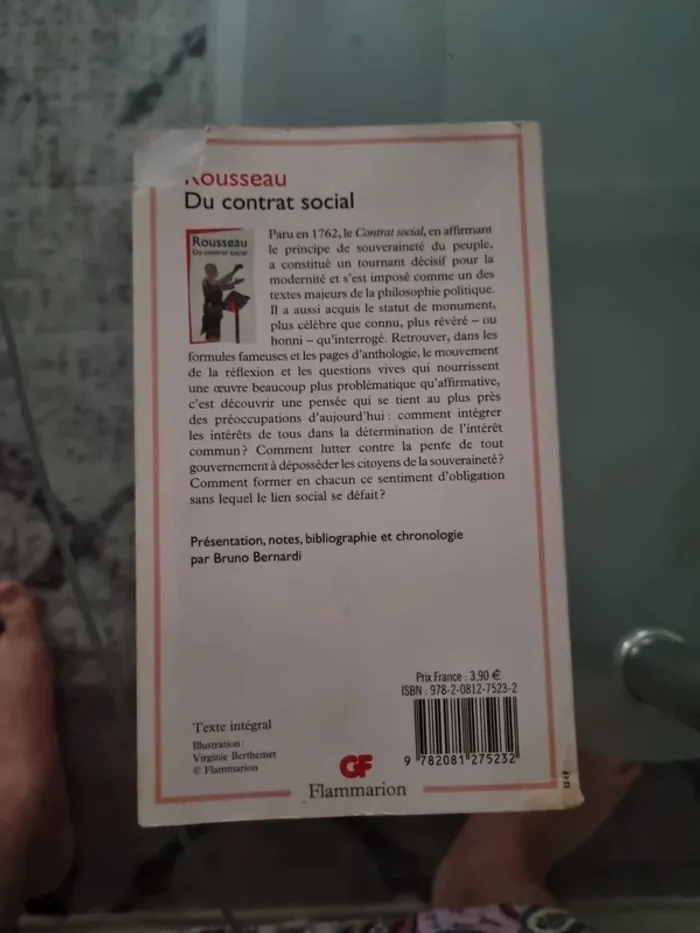 Rousseau
Du contrat social
Rousseau
Du contrat social
Paru en 1762, le Contrat social, en affirmant
le principe de souveraineté du peuple,
a constitué un tournant décisif pour la
modernité et s'est imposé comme un des
textes majeurs de la philosophie politique.
Il a aussi acquis le statut de monument,
plus célèbre que connu, plus révéré – ou
honni – qu'interrogé. Retrouver, dans les
formules fameuses et les pages d'anthologie, le mouvement
de la réflexion et les questions vives qui nourrissent
une œuvre beaucoup plus problématique qu'affirmative,
c'est découvrir une pensée qui se tient au plus près
des préoccupations d'aujourd'hui : comment intégrer
les intérêts de tous dans la détermination de l'intérêt
commun ? Comment lutter contre la pente de tout
gouvernement à déposséder les citoyens de la souveraineté ?
Comment former en chacun ce sentiment d'obligation
sans lequel le lien social se défait ?
Présentation, notes, bibliographie et chronologie
par Bruno Bernardi
Prix France : 3,90 €
ISBN : 978-2-0812-7523-2
9 782081 275232
Texte intégral
Illustration :
Virginie Berthemet
© Flammarion
GF
Flammarion